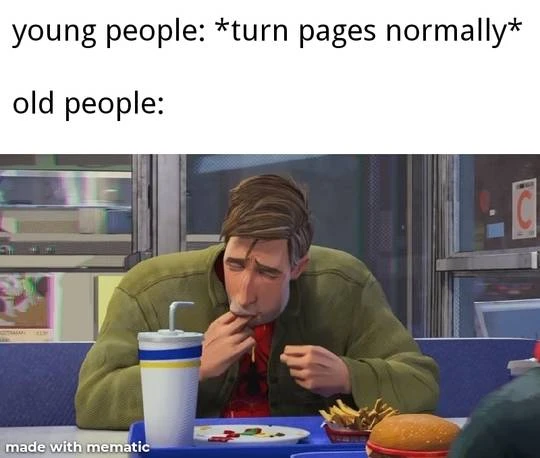 young people: *turn pages normally*
old people:
C
made with mematic